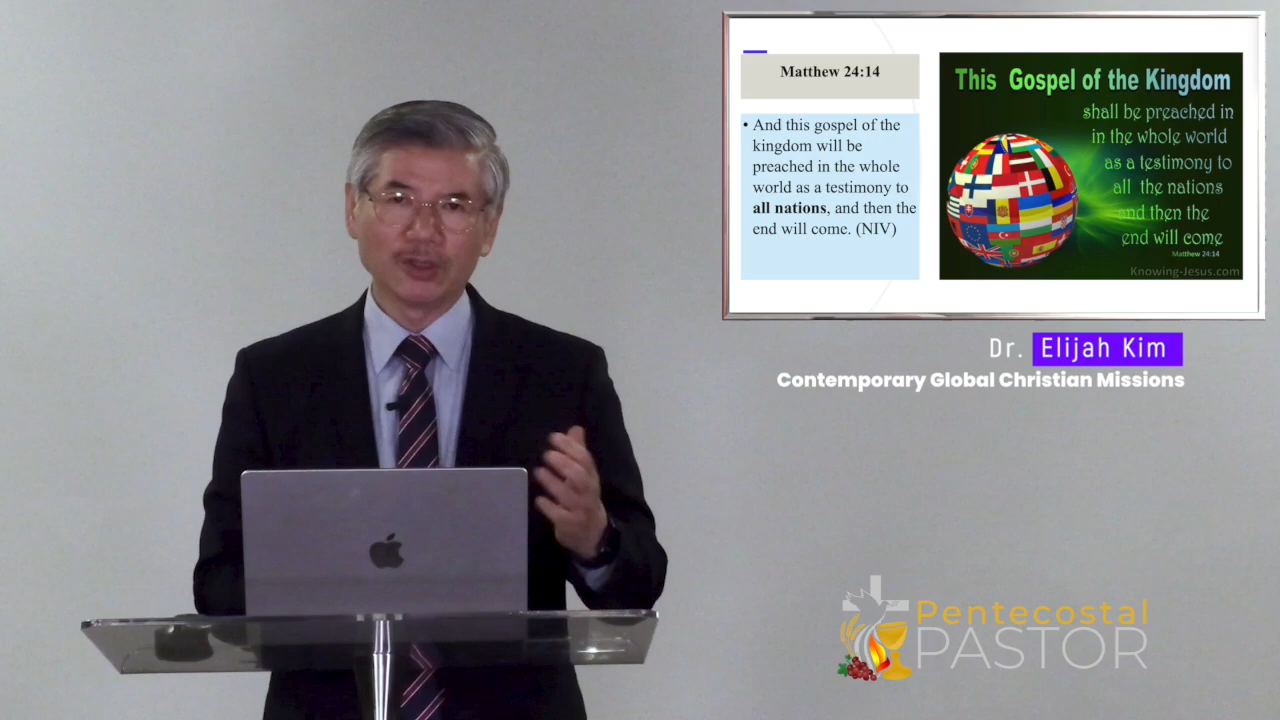 Matthew 24:14
• And this gospel of the
kingdom will be
preached in the whole
world as a testimony to
all nations, and then the
end will come. (NIV)
This Gospel of the Kingdom
shall be preached in
in the whole world
as a testimony to
all the nations
and then the
end will come
Matthew 24:14
Knowing-Jesus.com
Dr. Elijah Kim
Contemporary Global Christian Missions
Pentecostal
PASTOR